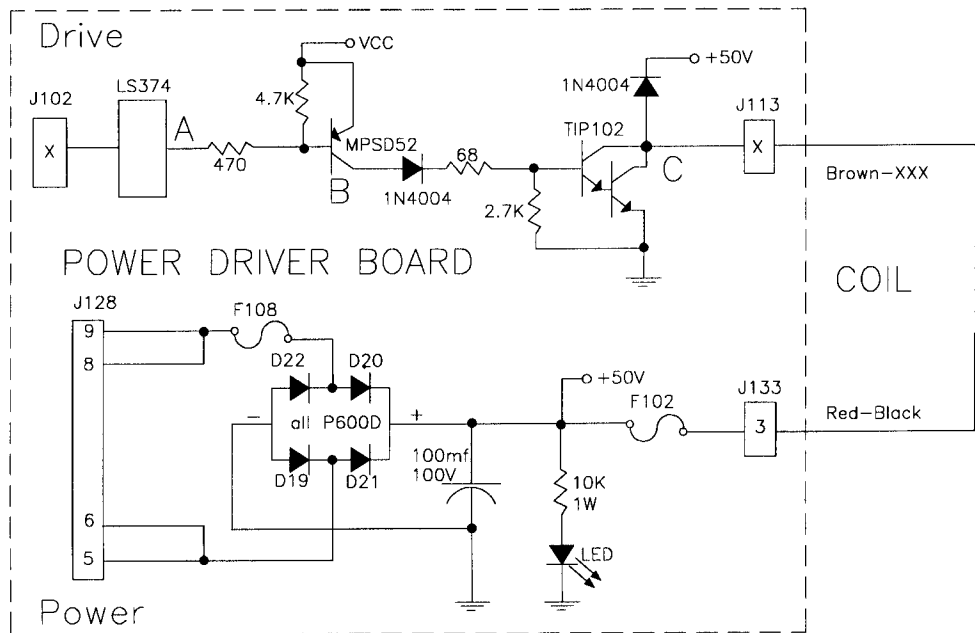 Drive
VCC
+50V
LS374
J102
4.7K
1N4004
J113
X
A
MPSD52
TIP102
X
470
B
68
C
1N4004
2.7K
Brown-XXX
POWER DRIVER BOARD
COIL
J128
F108
9
8
D22
D20
+50V
F102
J133
-
all P600D
+
Red-Black
3
100mf
100V
D19
D21
10K
1W
6
5
LED
Power